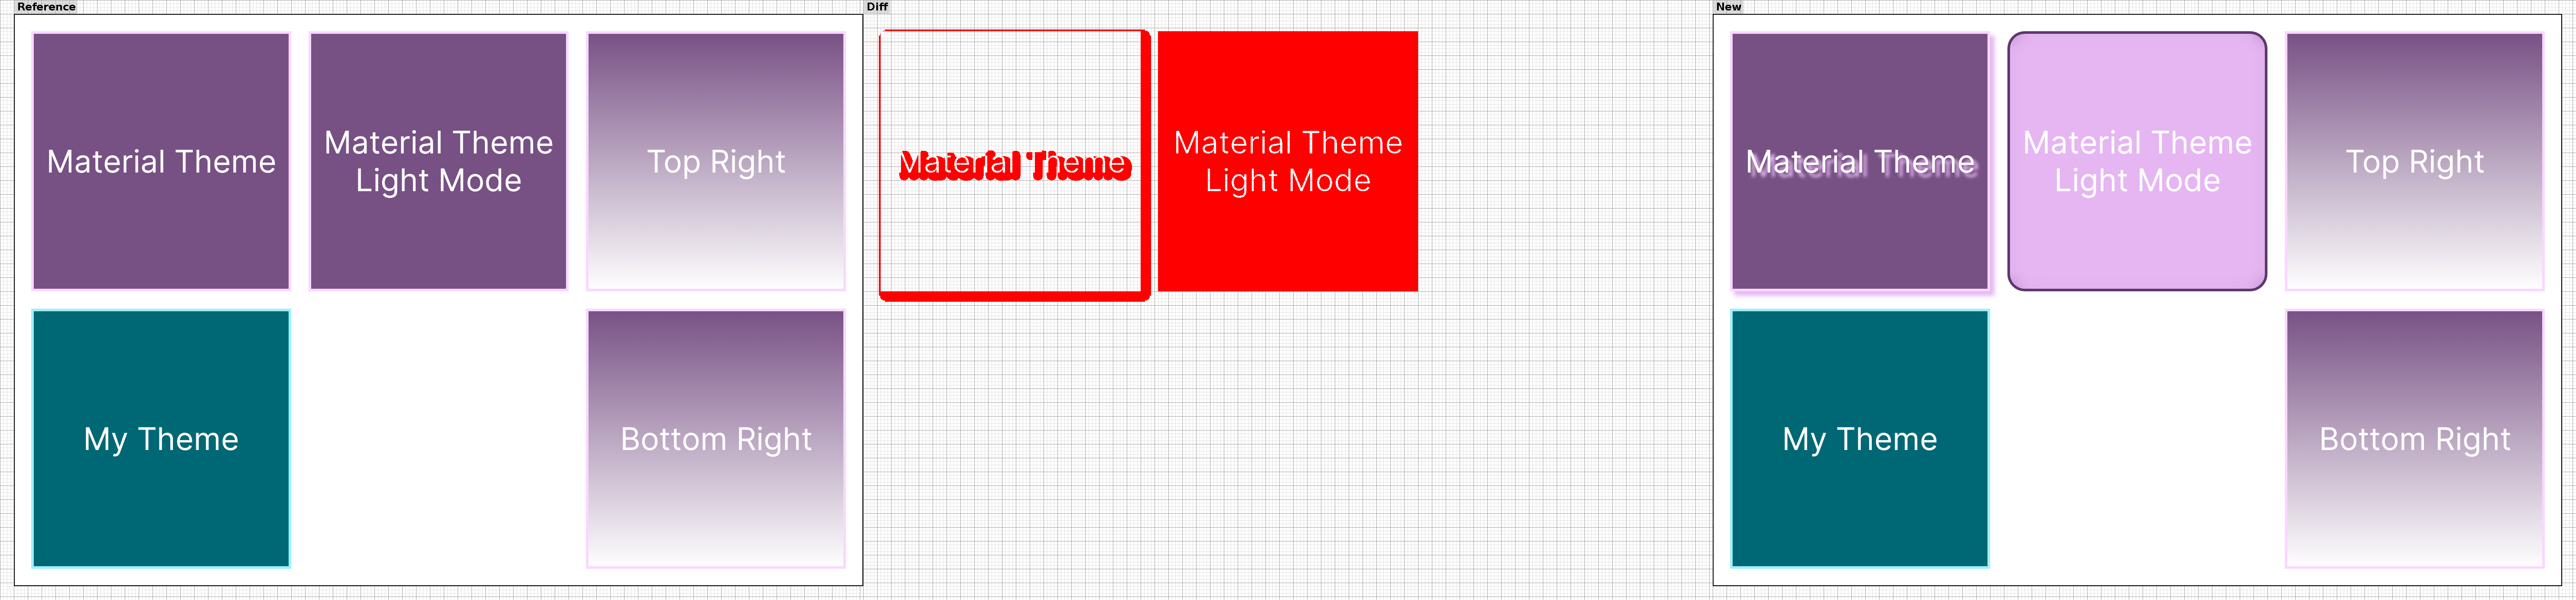 Reference
Diff
New
Material Theme
Material Theme
Light Mode
Top Right
My Theme
Bottom Right
Material Theme
Material Theme
Light Mode
Material Theme
Material Theme
Light Mode
Top Right
My Theme
Bottom Right